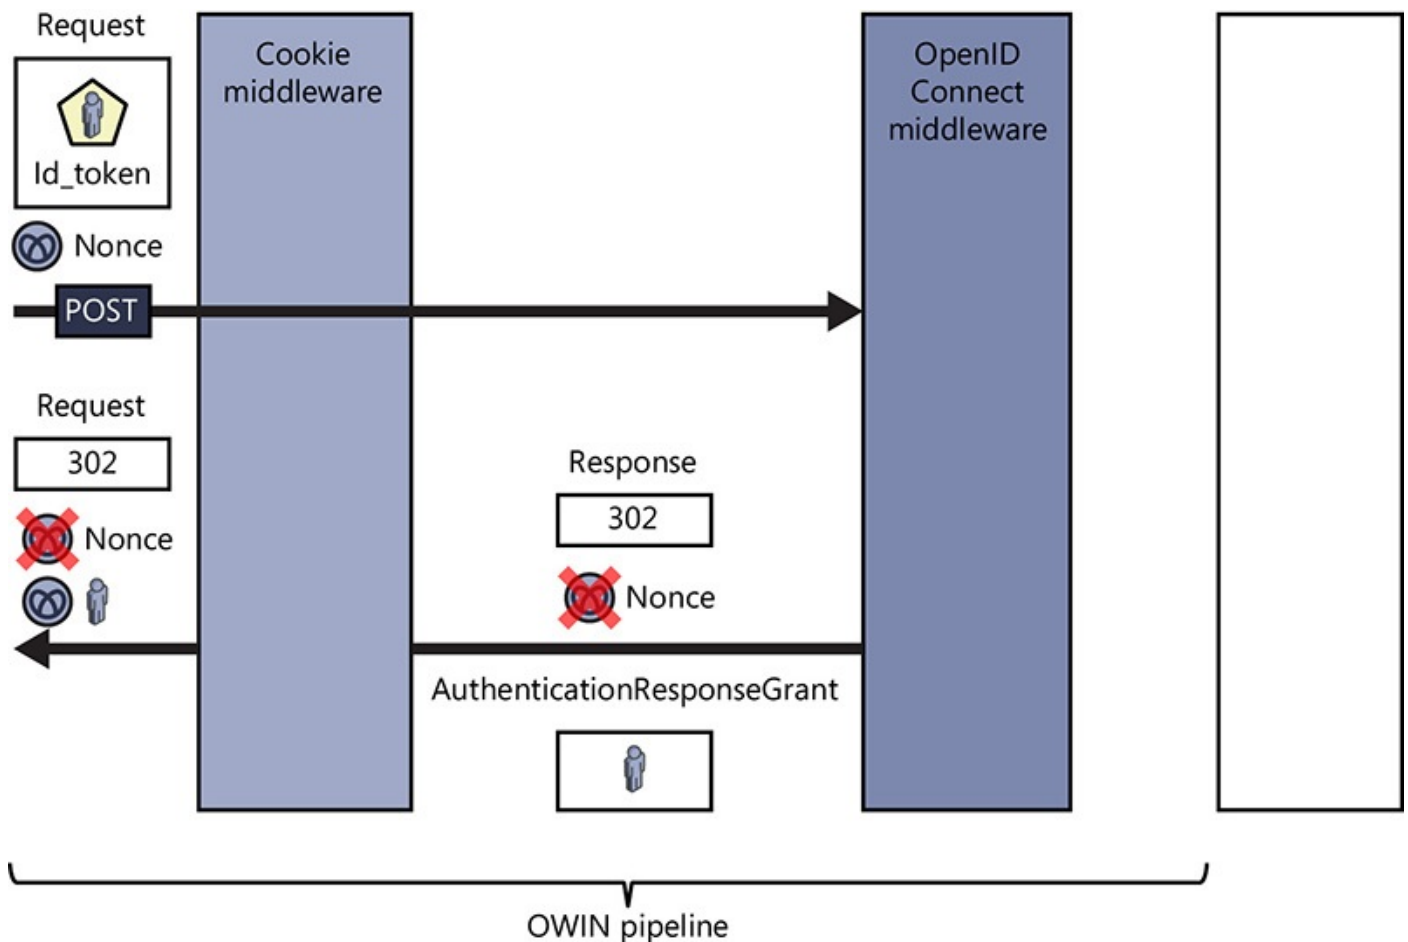 Request
Cookie
middleware
OpenID
Connect
middleware
Id_token
Nonce
POST
Request
302
Nonce
Response
302
Nonce
AuthenticationResponseGrant
OWIN pipeline